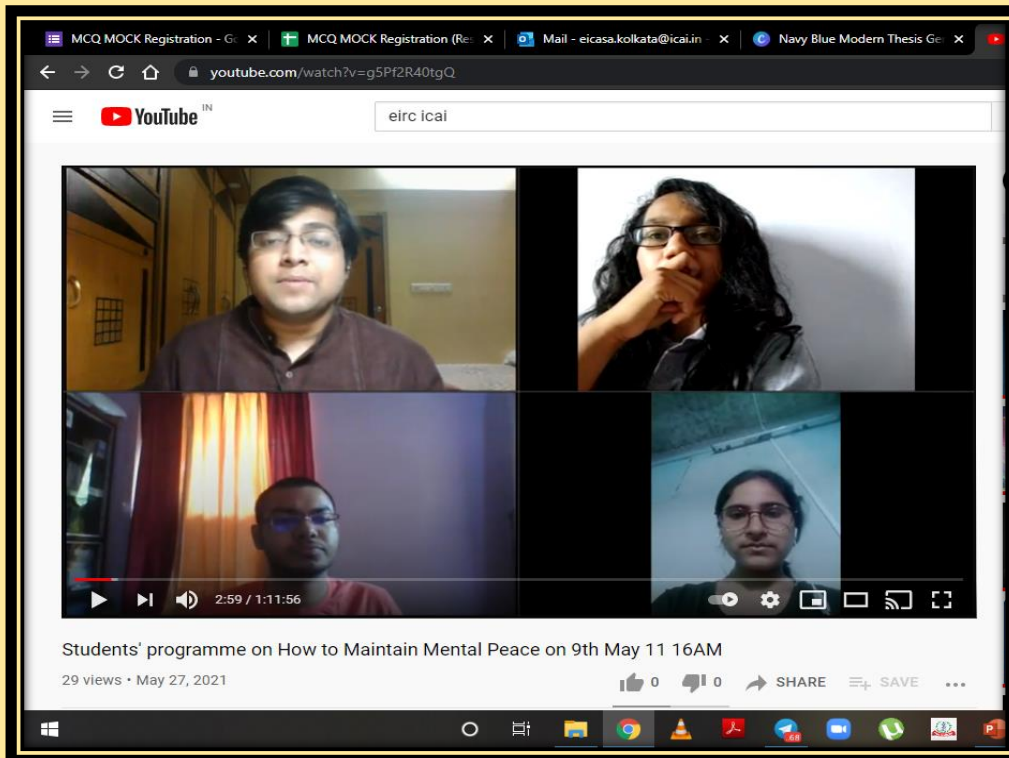 MCQ MOCK Registration - Go
MCQ MOCK Registration (Res
Mail - eicasa.kolkata@icai.in -
Navy Blue Modern Thesis Ge
youtube.com/watch?v=g5Pf2R40tgQ
YouTube IN
eirc icai
2:59 / 1:11:56
Students' programme on How to Maintain Mental Peace on 9th May 11 16AM
29 views • May 27, 2021
0
0
SHARE
SAVE
68